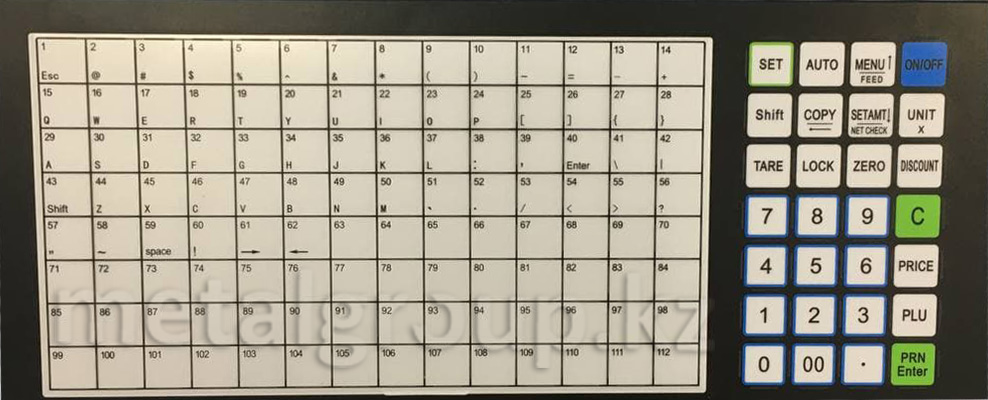 1 2 3 4 5 6 7 8 9 10 11 12 13 14
Esc @ # $ % ^ & * ( ) – = – +
15 16 17 18 19 20 21 22 23 24 25 26 27 28
Q W E R T Y U I O P [ ] { }
29 30 31 32 33 34 35 36 37 38 39 40 41 42
A S D F G H J K L : , Enter \ |
43 44 45 46 47 48 49 50 51 52 53 54 55 56
Shift Z X C V B N M . . / < > ?
57 58 59 60 61 62 63 64 65 66 67 68 69 70
" ~ space ! → ←
71 72 73 74 75 76 77 78 79 80 81 82 83 84
85 86 87 88 89 90 91 92 93 94 95 96 97 98
99 100 101 102 103 104 105 106 107 108 109 110 111 112
metalgroup.kz
SET AUTO MENU↑ ON/OFF
FEED
Shift COPY SETAMT↓ UNIT
← NET CHECK X
TARE LOCK ZERO DISCOUNT
7 8 9 C
4 5 6 PRICE
1 2 3 PLU
0 00 . PRN
Enter